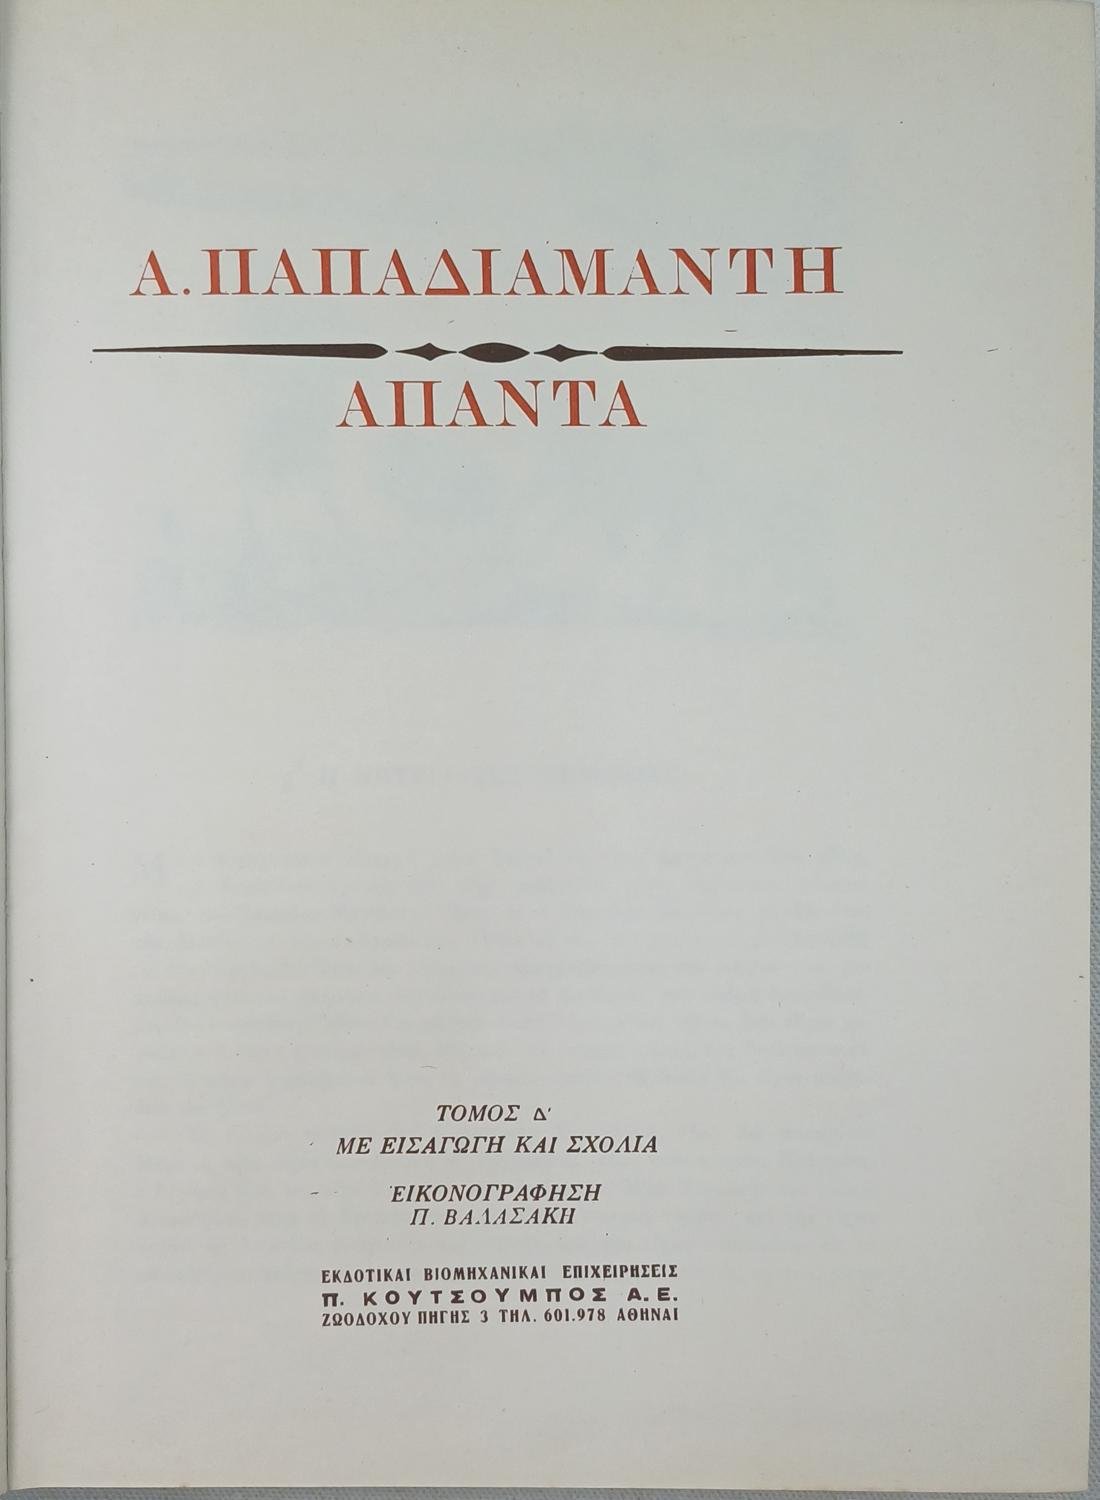 Α. ΠΑΠΑΔΙΑΜΑΝΤΗ
ΑΠΑΝΤΑ
ΤΟΜΟΣ Δ'
ΜΕ ΕΙΣΑΓΩΓΗ ΚΑΙ ΣΧΟΛΙΑ
ΕΙΚΟΝΟΓΡΑΦΗΣΗ
Π. ΒΑΛΑΣΑΚΗ
ΕΚΔΟΤΙΚΑΙ ΒΙΟΜΗΧΑΝΙΚΑΙ ΕΠΙΧΕΙΡΗΣΕΙΣ
Π. ΚΟΥΤΣΟΥΜΠΟΣ Α.Ε.
ΖΩΟΔΟΧΟΥ ΠΗΓΗΣ 3 ΤΗΛ. 601.978 ΑΘΗΝΑΙ